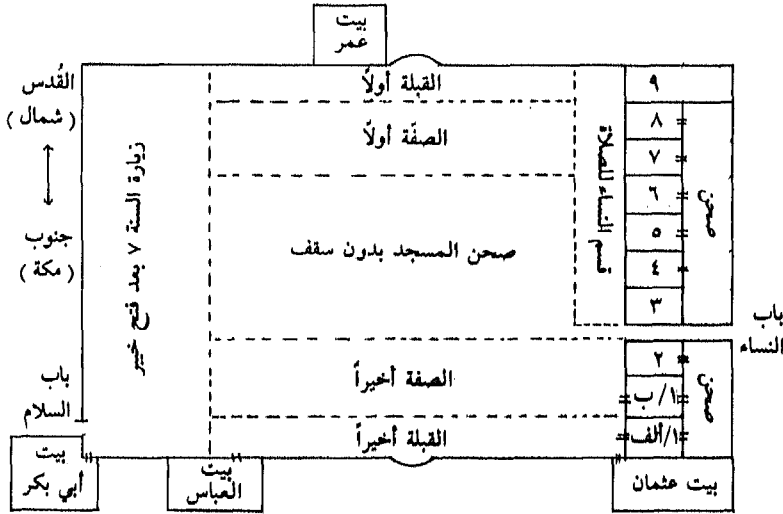 بيت
عمر
القُدس
( شمال )
القبلة أولاً
٩
الصفّة أولاً
٨
٧
صحن
زيارة السنة ٧ بعد فتح خيبر
صحن المسجد بدون سقف
قسم النساء للصلاة
٦
٥
٤
٣
جنوب
( مكة )
باب
النساء
الصفة أخيراً
٢
صحن
١/ب
باب
السلام
القبلة أخيراً
١/ألف
بيت
أبي بكر
بيت
العباس
بيت عثمان